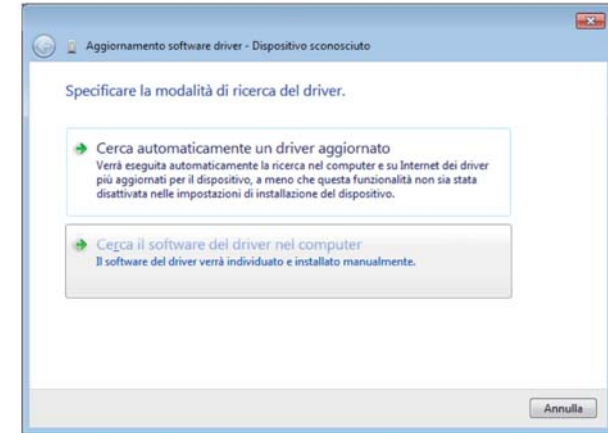 Aggiornamento software driver - Dispositivo sconosciuto
Specificare la modalità di ricerca del driver.
Cerca automaticamente un driver aggiornato
Verrà eseguita automaticamente la ricerca nel computer e su Internet dei driver
più aggiornati per il dispositivo, a meno che questa funzionalità non sia stata
disattivata nelle impostazioni di installazione del dispositivo.
Cerca il software del driver nel computer
Il software del driver verrà individuato e installato manualmente.
Annulla